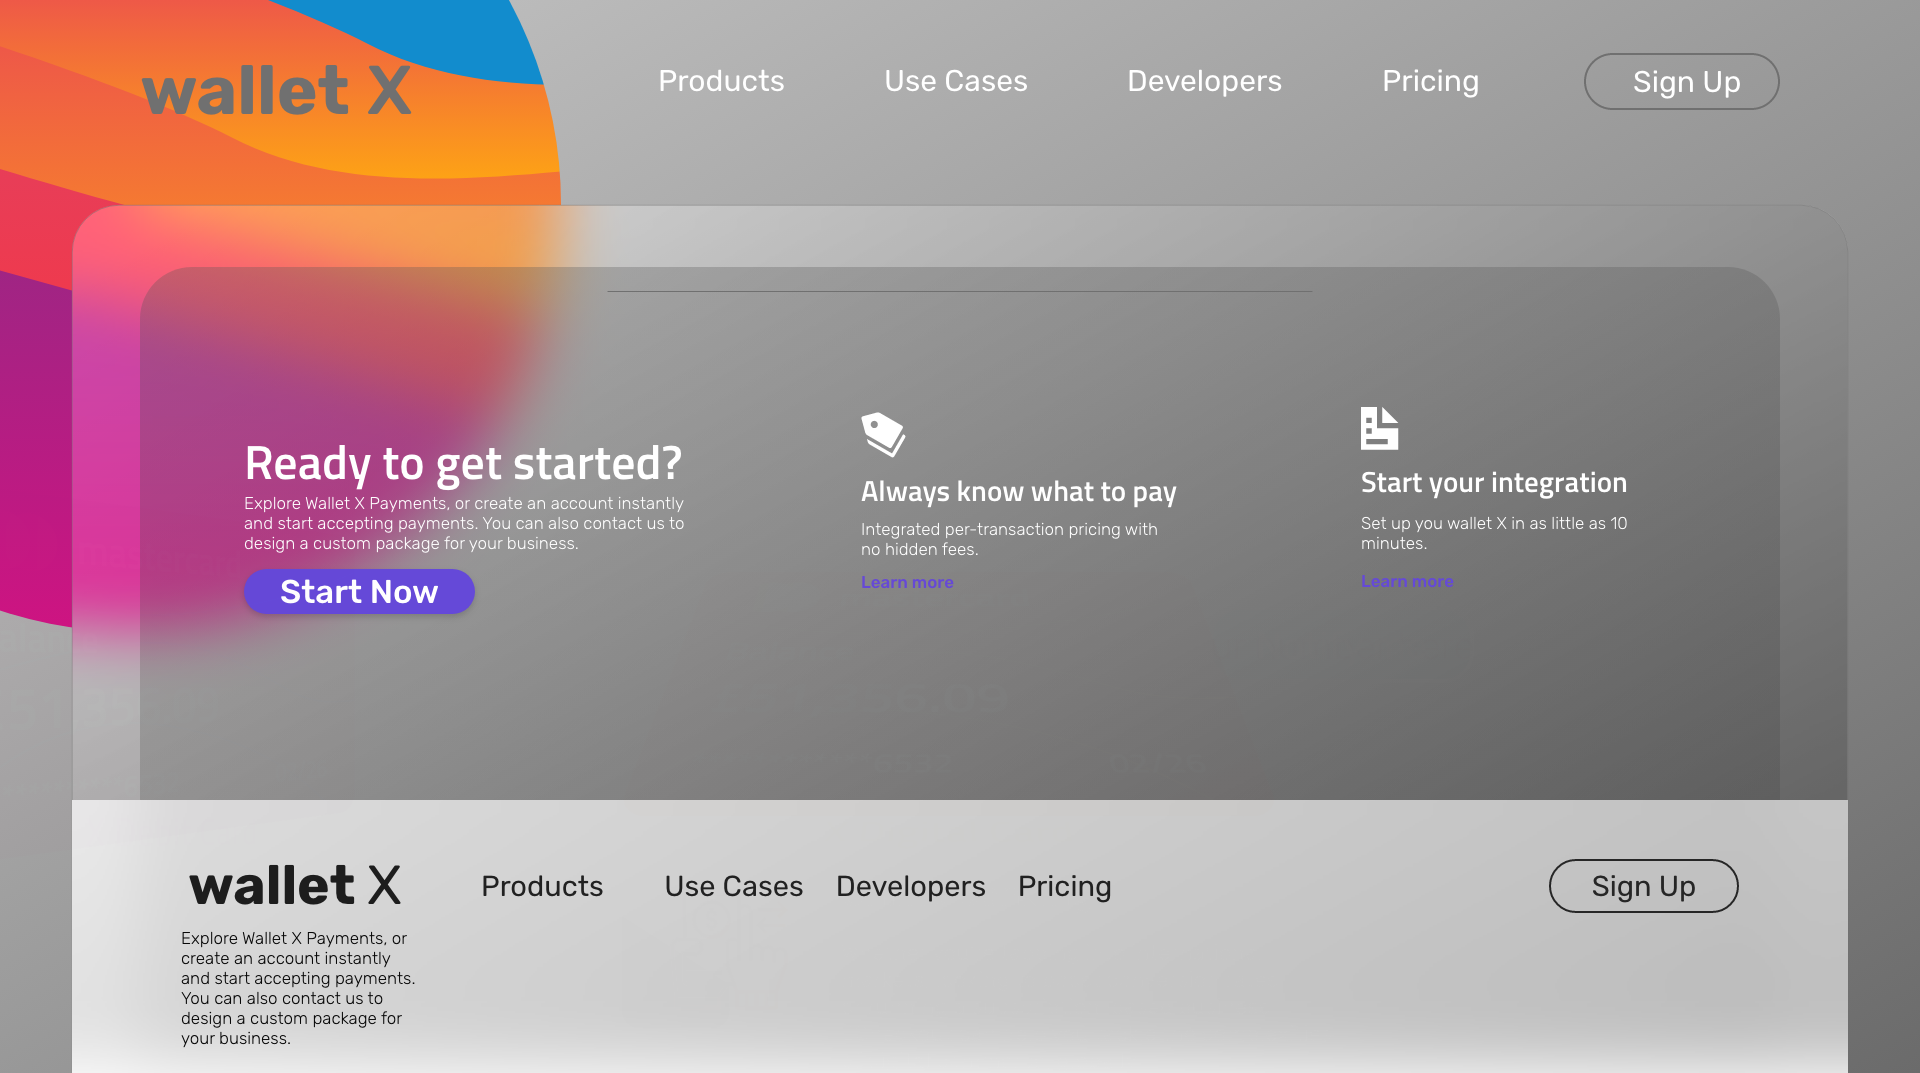 wallet X
Products
Use Cases
Developers
Pricing
Sign Up
Ready to get started?
Explore Wallet X Payments, or create an account instantly
and start accepting payments. You can also contact us to
design a custom package for your business.
Start Now
Always know what to pay
Integrated per-transaction pricing with
no hidden fees.
Learn more
Start your integration
Set up you wallet X in as little as 10
minutes.
Learn more
wallet X
Products
Use Cases
Developers
Pricing
Sign Up
Explore Wallet X Payments, or
create an account instantly
and start accepting payments.
You can also contact us to
design a custom package for
your business.